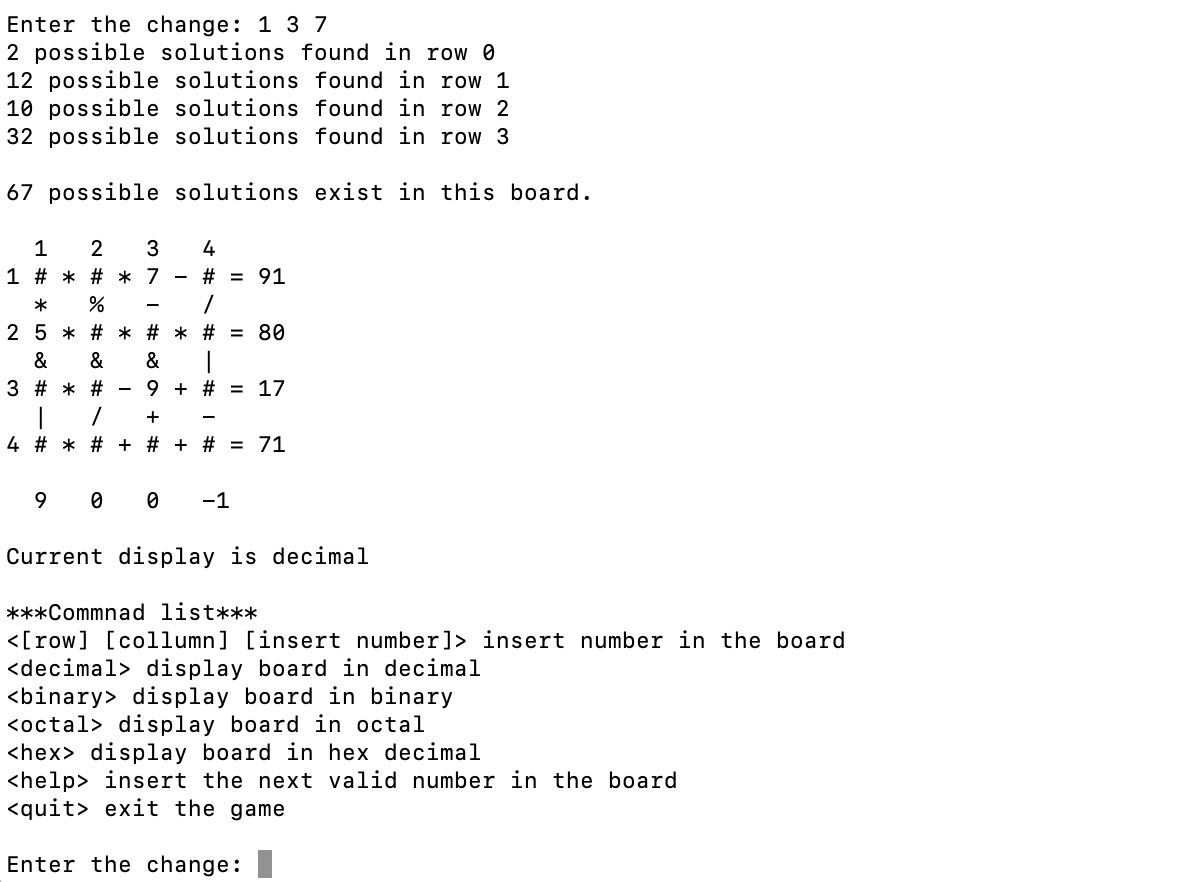 Enter the change: 1 3 7
2 possible solutions found in row 0
12 possible solutions found in row 1
10 possible solutions found in row 2
32 possible solutions found in row 3
67 possible solutions exist in this board.
  1   2   3   4
1 # * # * 7 - # = 91
  *   %   -   /
2 5 * # * # * # = 80
  &   &   &   |
3 # * # - 9 + # = 17
  |   /   +   -
4 # * # + # + # = 71
  9   0   0   -1
Current display is decimal
***Commnad list***
<[row] [collumn] [insert number]> insert number in the board
<decimal> display board in decimal
<binary> display board in binary
<octal> display board in octal
<hex> display board in hex decimal
<help> insert the next valid number in the board
<quit> exit the game
Enter the change: